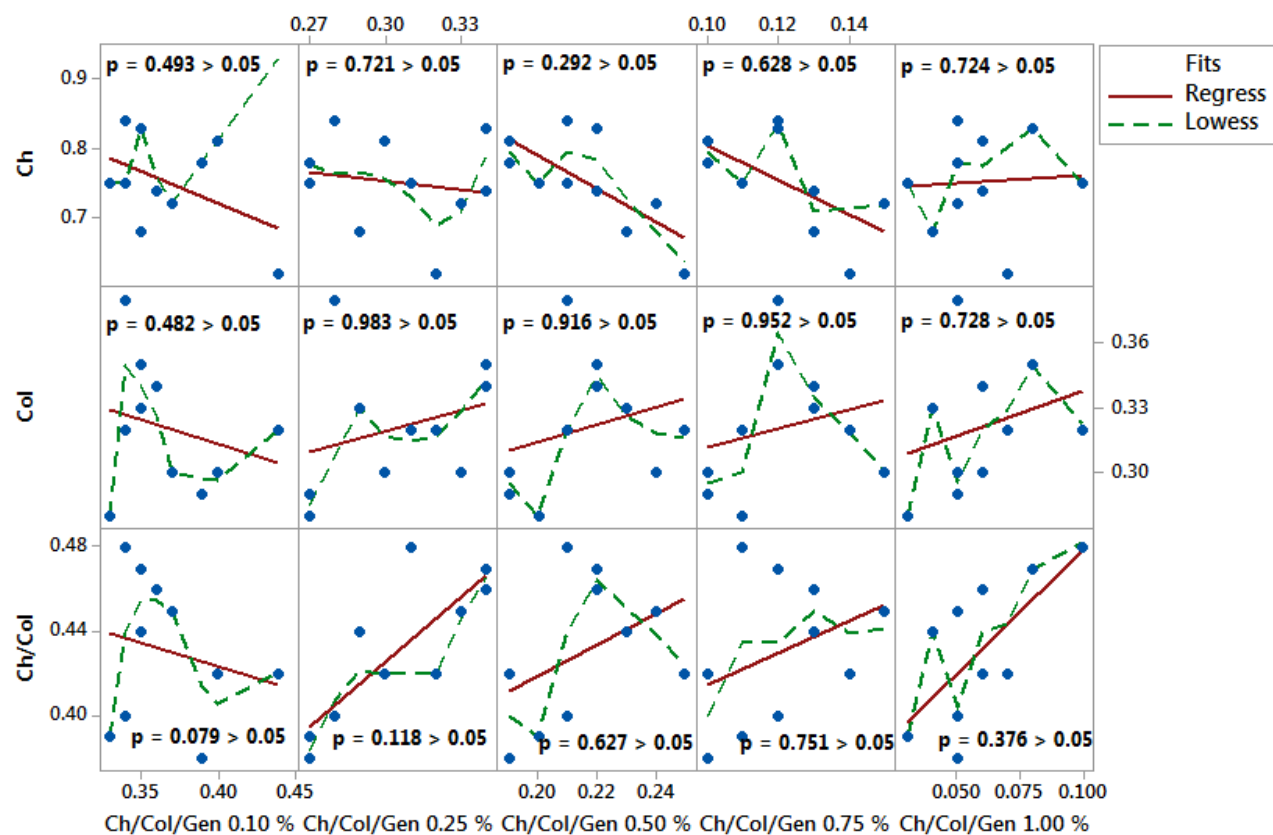 0.27 0.30 0.33 0.10 0.12 0.14
p = 0.493 > 0.05 p = 0.721 > 0.05 p = 0.292 > 0.05 p = 0.628 > 0.05 p = 0.724 > 0.05
Fits
Regress
Lowess
Ch
0.9
0.8
0.7
p = 0.482 > 0.05 p = 0.983 > 0.05 p = 0.916 > 0.05 p = 0.952 > 0.05 p = 0.728 > 0.05
Col
0.36
0.33
0.30
Ch/Col
0.48
0.44
0.40
p = 0.079 > 0.05 p = 0.118 > 0.05 p = 0.627 > 0.05 p = 0.751 > 0.05 p = 0.376 > 0.05
0.35 0.40 0.45 0.20 0.22 0.24 0.050 0.075 0.100
Ch/Col/Gen 0.10 % Ch/Col/Gen 0.25 % Ch/Col/Gen 0.50 % Ch/Col/Gen 0.75 % Ch/Col/Gen 1.00 %